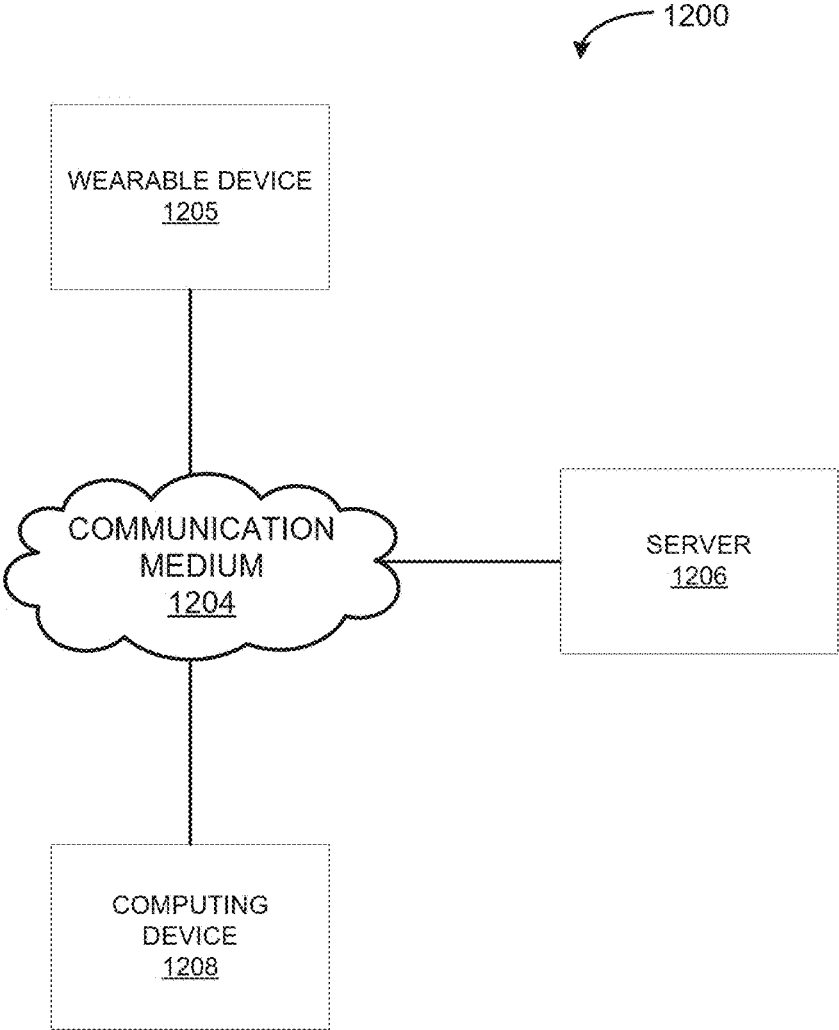 1200
WEARABLE DEVICE
1205
COMMUNICATION
MEDIUM
1204
SERVER
1206
COMPUTING
DEVICE
1208